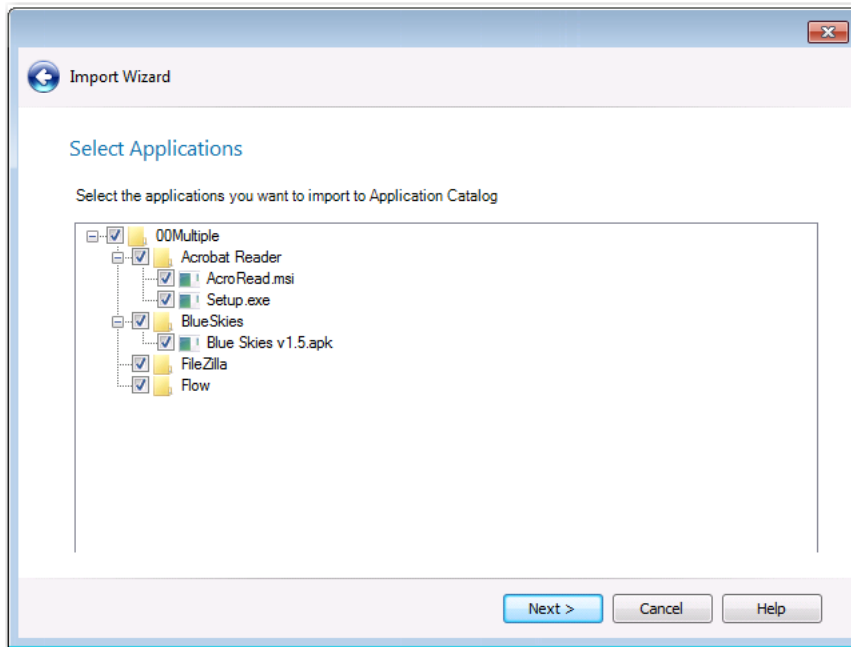 Import Wizard
Select Applications
Select the applications you want to import to Application Catalog
00Multiple
Acrobat Reader
AcroRead.msi
Setup.exe
BlueSkies
Blue Skies v1.5.apk
FileZilla
Flow
Next >
Cancel
Help